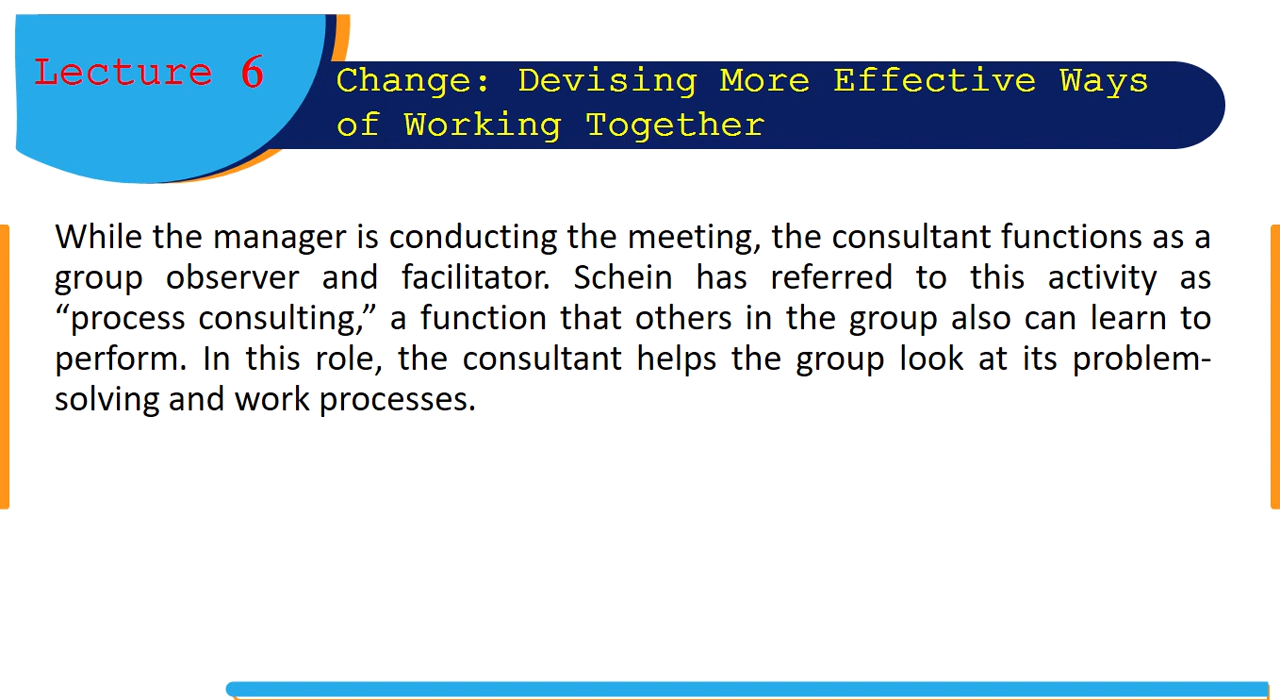 Lecture 6
Change: Devising More Effective Ways
of Working Together
While the manager is conducting the meeting, the consultant functions as a
group observer and facilitator. Schein has referred to this activity as
“process consulting,” a function that others in the group also can learn to
perform. In this role, the consultant helps the group look at its problem-
solving and work processes.